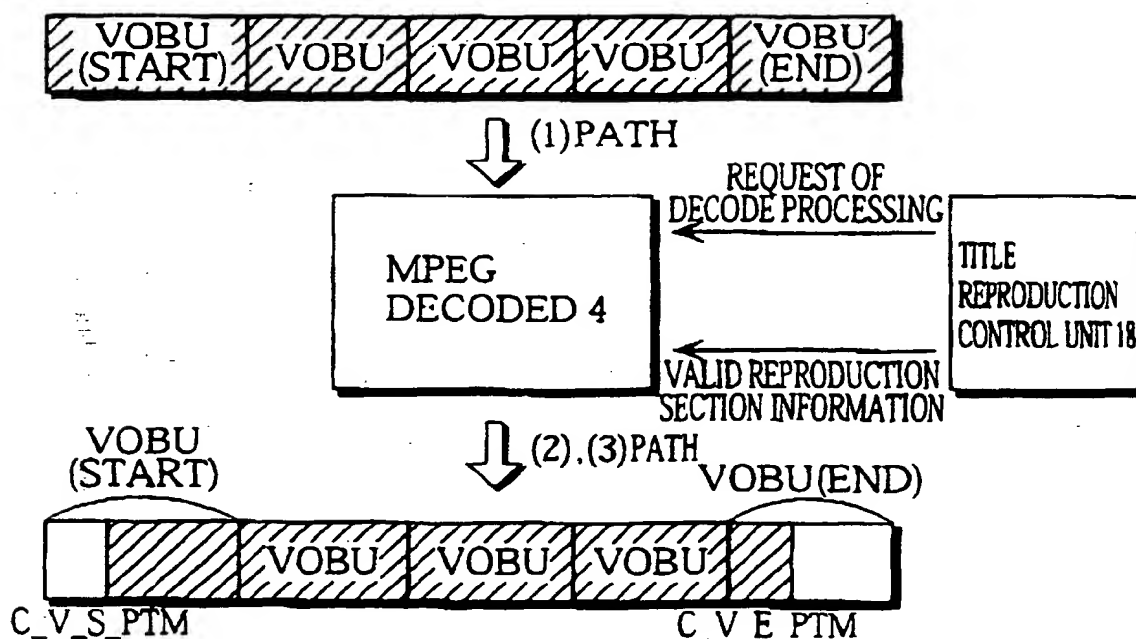 VOBU
(START)
VOBU
VOBU
VOBU
VOBU
(END)
(1)PATH
REQUEST OF
DECODE PROCESSING
MPEG
DECODED 4
TITLE
REPRODUCTION
CONTROL UNIT 18
VALID REPRODUCTION
SECTION INFORMATION
(2),(3)PATH
VOBU
(START)
VOBU(END)
VOBU
VOBU
VOBU
C_V_S_PTM
C_V_E_PTM